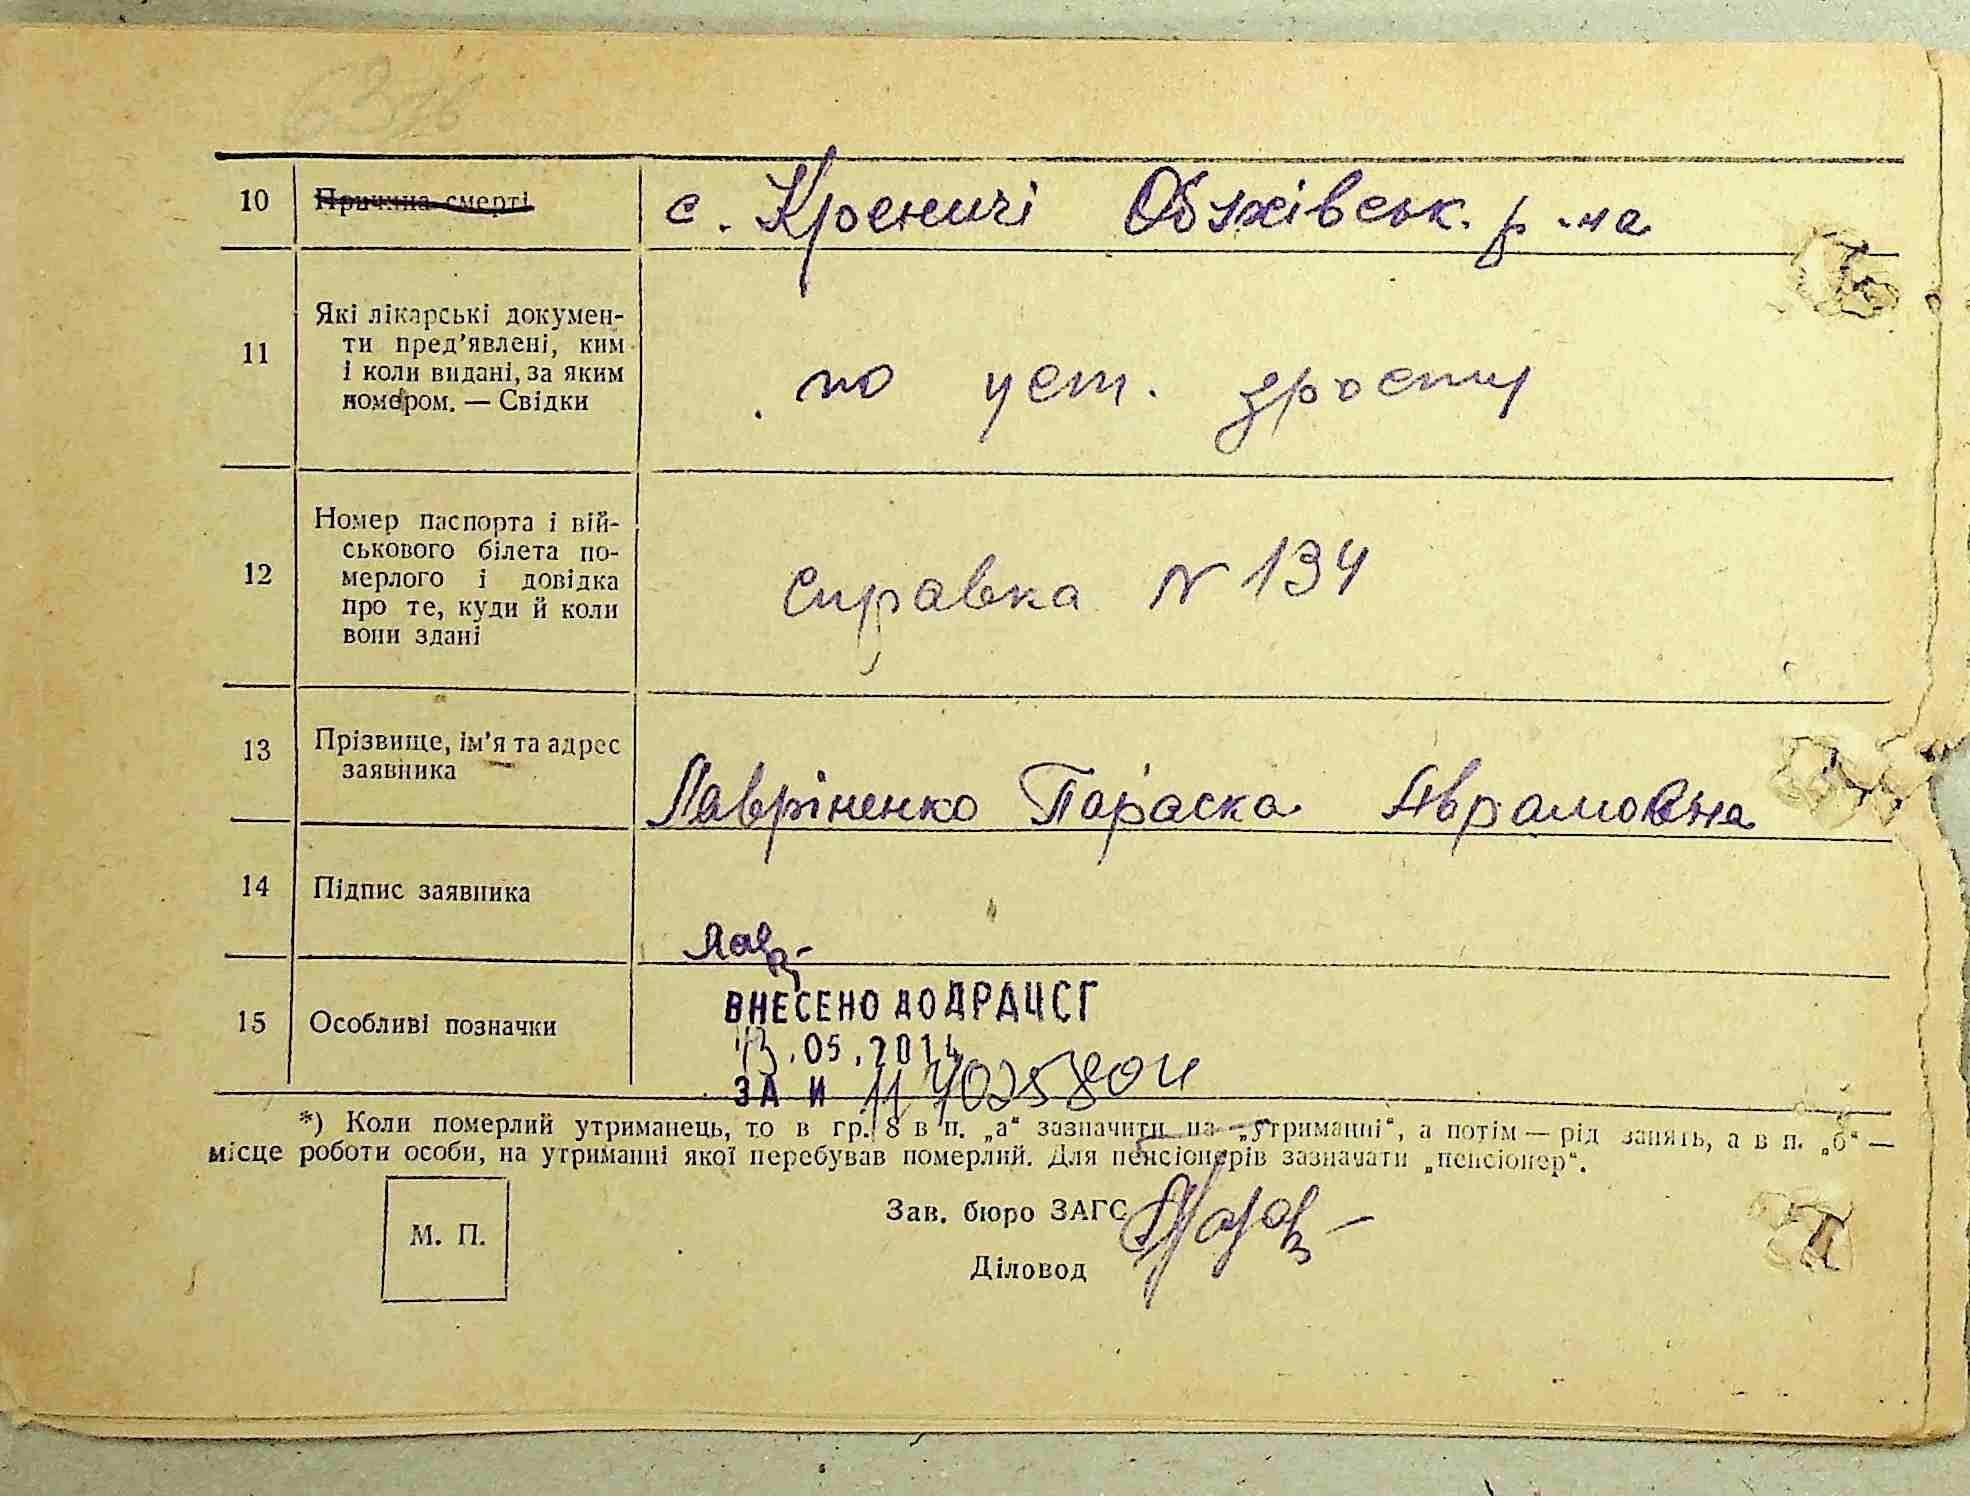 10 Причина смерті с. Креничі Обухівськ. р-на
11 Які лікарські докумен-
ти пред'явлені, ким
і коли видані, за яким
номером. — Свідки
по уст. зросту
12 Номер паспорта і вій-
ськового білета по-
мерлого і довідка
про те, куди й коли
вони здані
справка N 134
13 Прізвище, ім'я та адрес
заявника
Лавріненко Параска Аврамовна
14 Підпис заявника
Лав
15 Особливі позначки
ВНЕСЕНО ДО ДРАЦСГ
13.05.2014
ЗА И
*) Коли померлий утриманець, то в гр. 8 в п. „а“ зазначити на „утриманні“, а потім — рід занять, а в п. „б“ —
місце роботи особи, на утриманні якої перебував померлий. Для пенсіонерів зазначати „пенсіонер“.
М. П.
Зав. бюро ЗАГС
Діловод